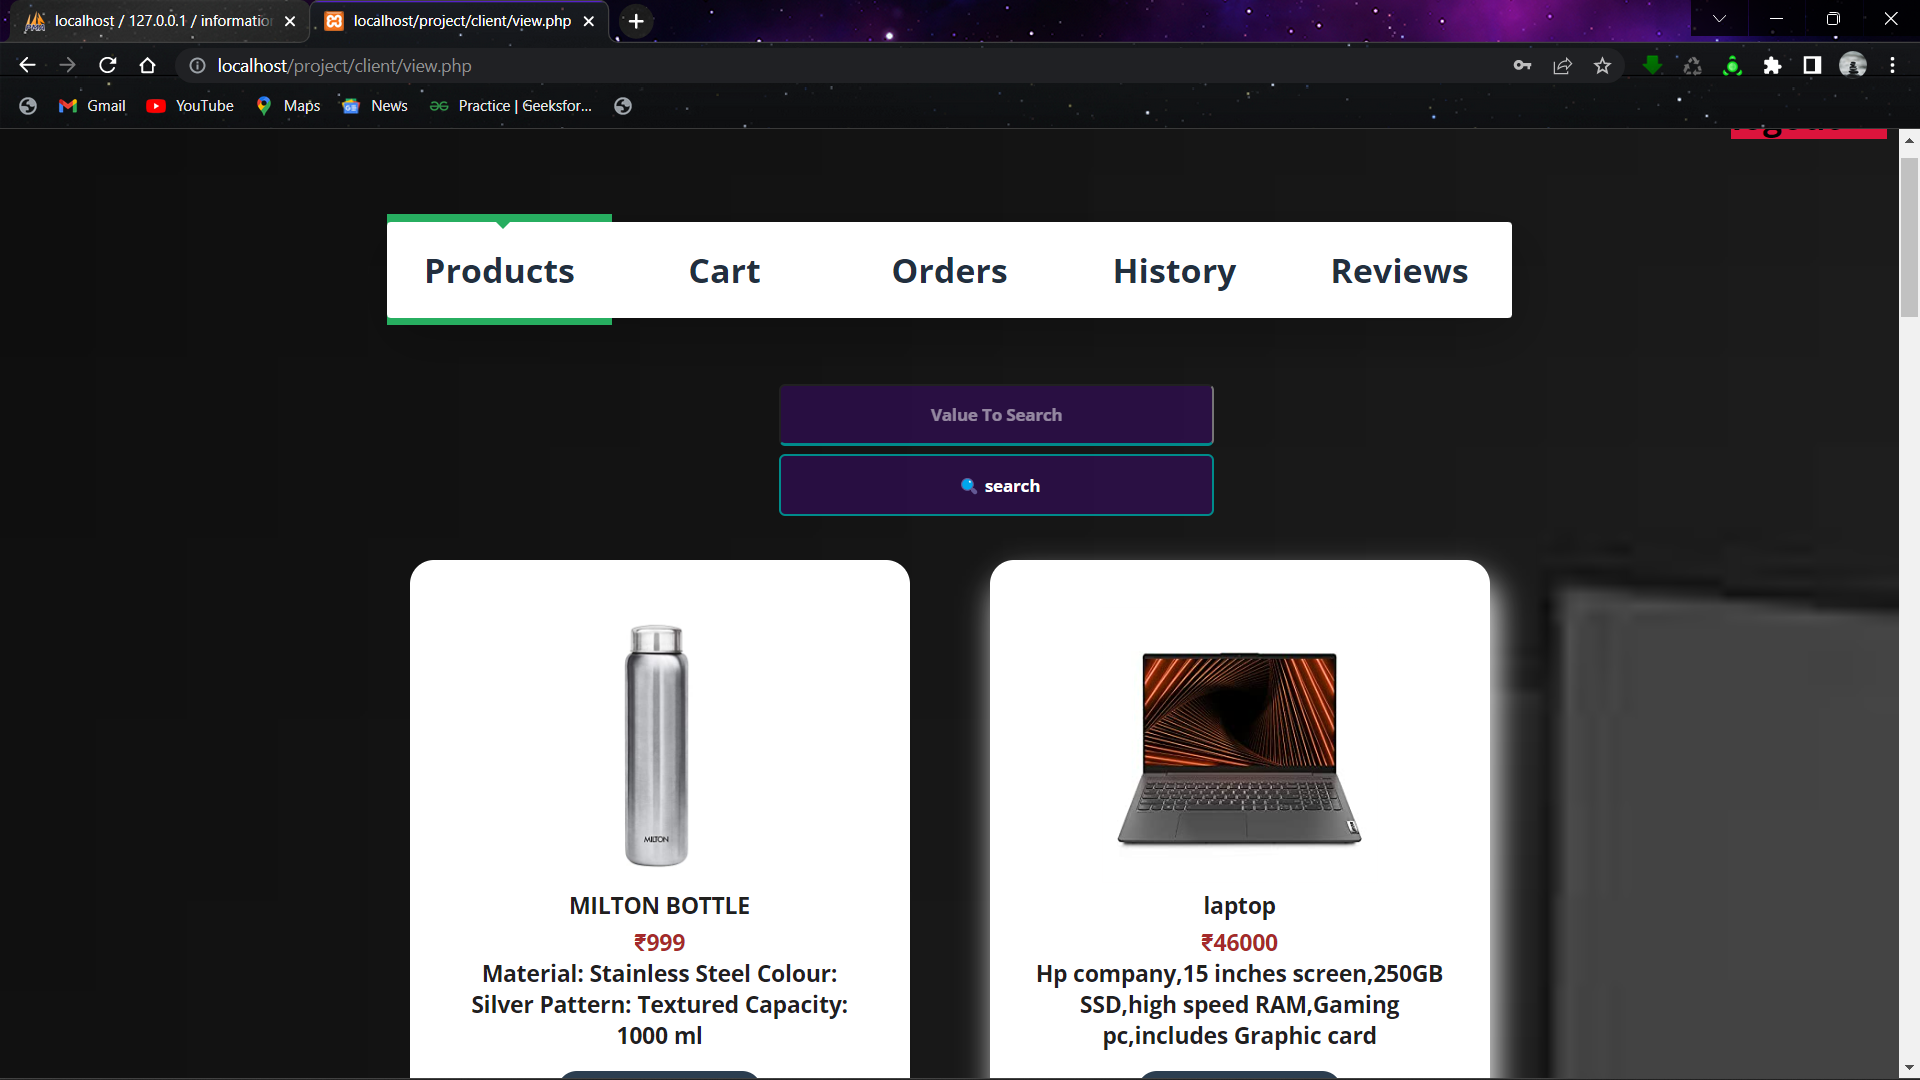 localhost / 127.0.0.1 / informatio
localhost/project/client/view.php
localhost/project/client/view.php
Gmail
YouTube
Maps
News
Practice | Geeksfor...
Products
Cart
Orders
History
Reviews
Value To Search
search
MILTON
MILTON BOTTLE
₹999
Material: Stainless Steel Colour:
Silver Pattern: Textured Capacity:
1000 ml
laptop
₹46000
Hp company,15 inches screen,250GB
SSD,high speed RAM,Gaming
pc,includes Graphic card